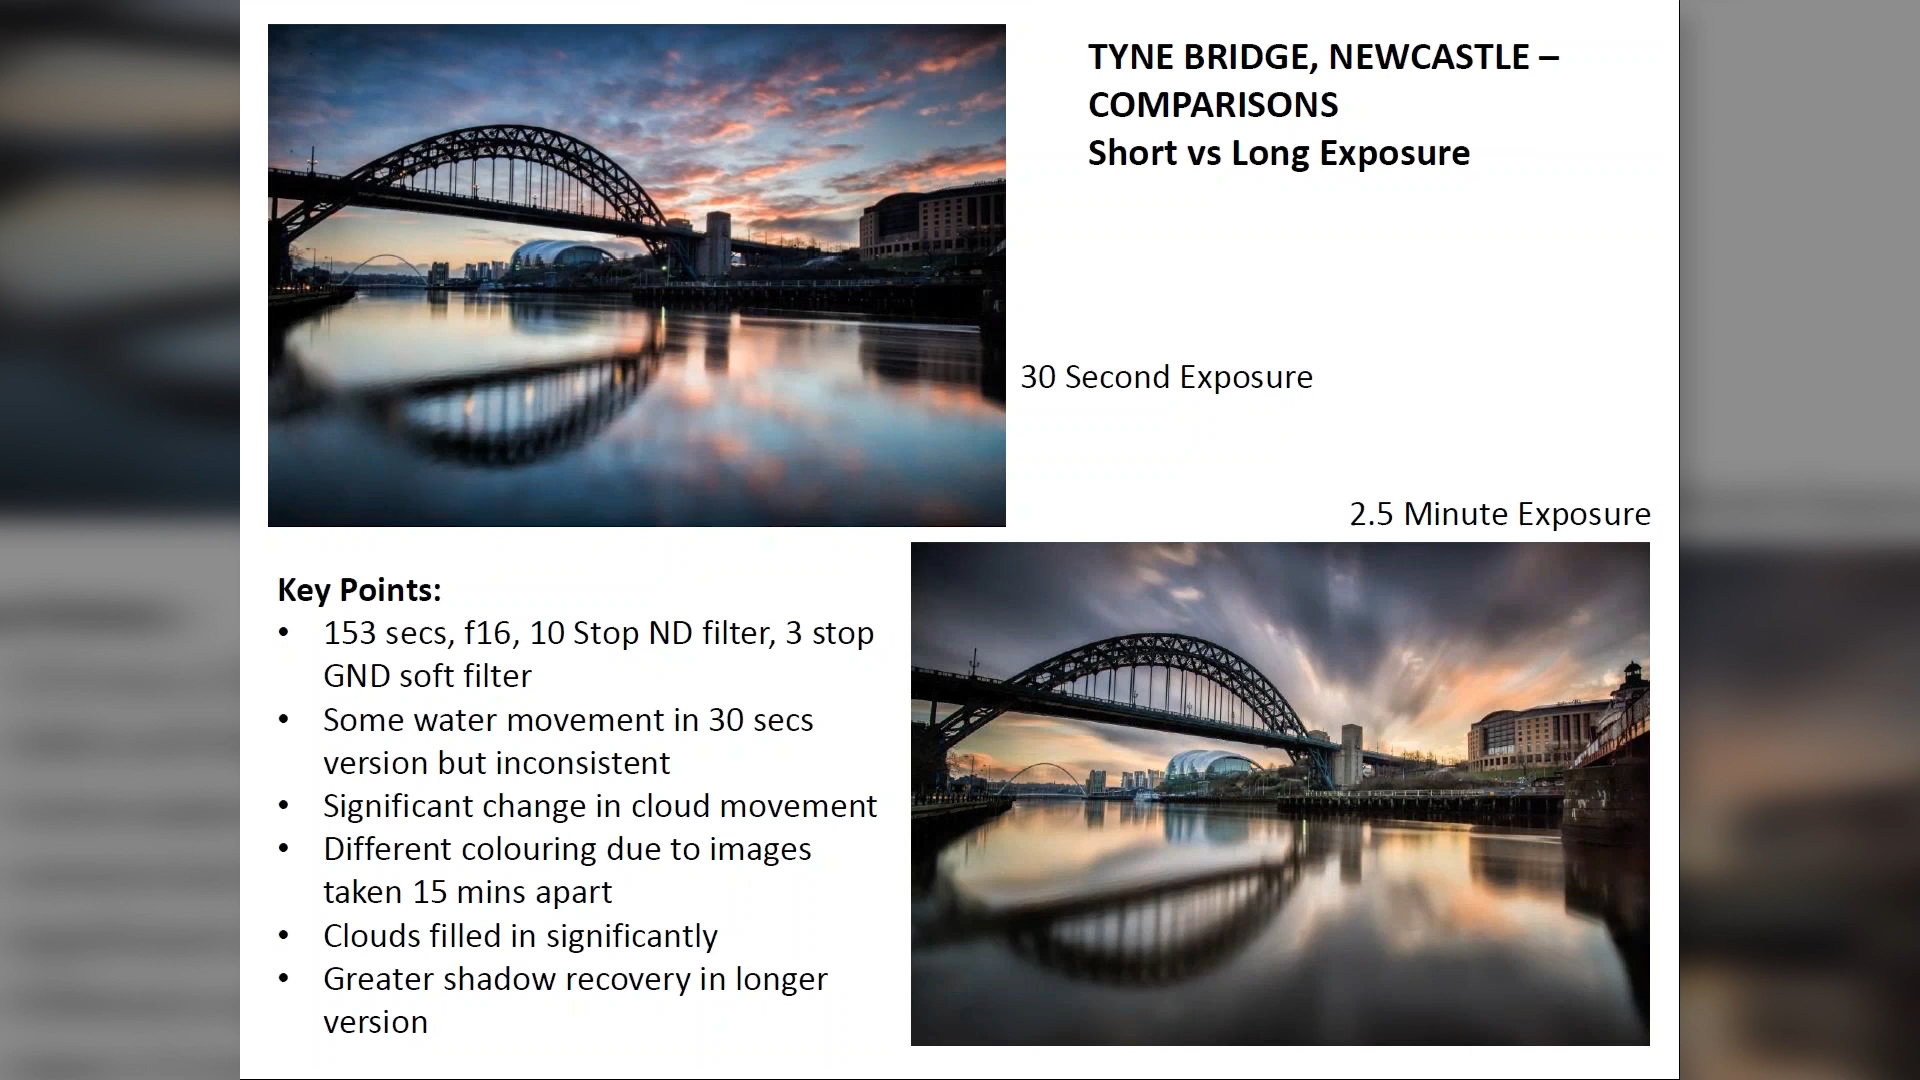 TYNE BRIDGE, NEWCASTLE –
COMPARISONS
Short vs Long Exposure
30 Second Exposure
2.5 Minute Exposure
Key Points:
• 153 secs, f16, 10 Stop ND filter, 3 stop
GND soft filter
• Some water movement in 30 secs
version but inconsistent
• Significant change in cloud movement
• Different colouring due to images
taken 15 mins apart
• Clouds filled in significantly
• Greater shadow recovery in longer
version